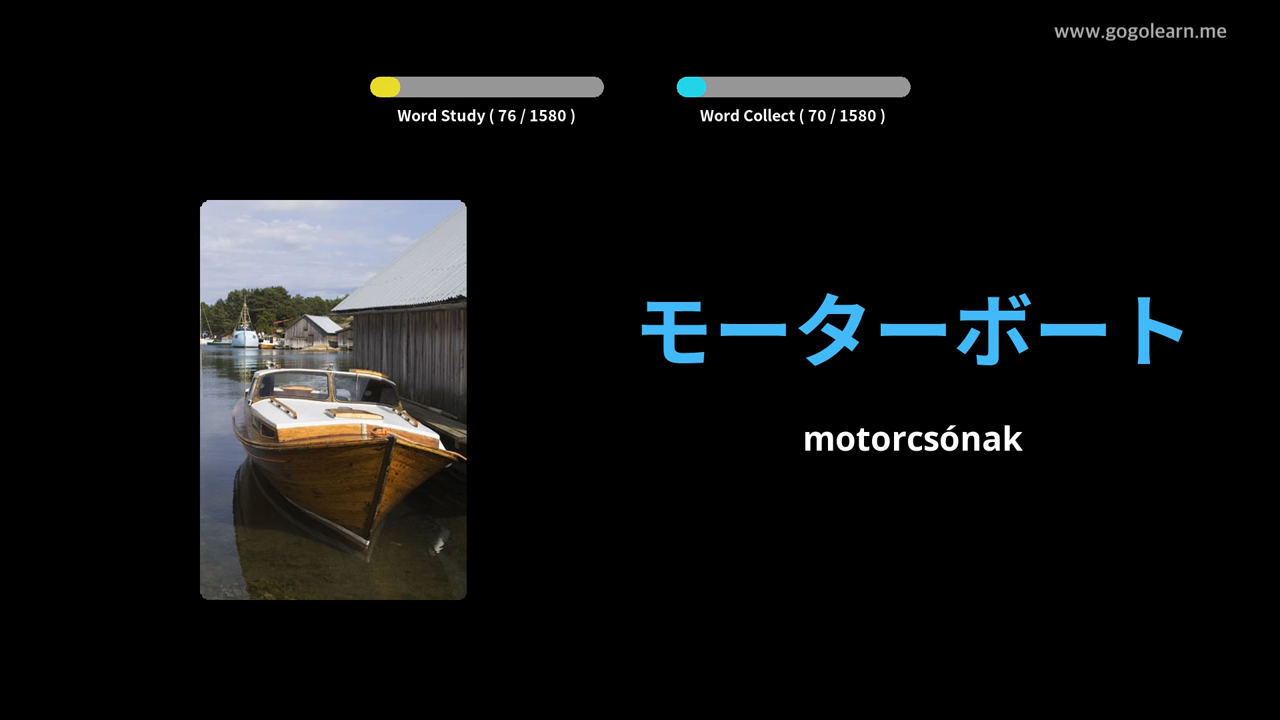 www.gogolearn.me
Word Study ( 76 / 1580 )
Word Collect ( 70 / 1580 )
モーターボート
motorcsónak